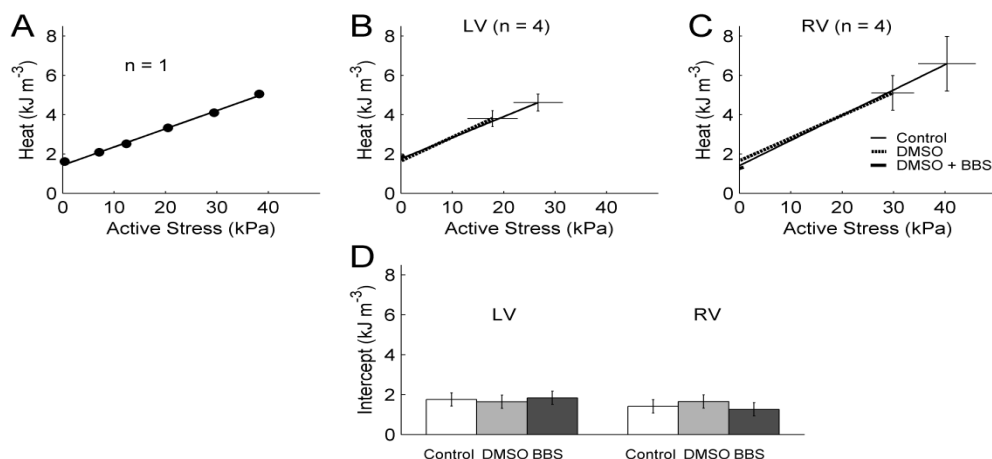 A
B
C
LV (n = 4)
RV (n = 4)
n = 1
Heat (kJ m⁻³)
8
6
4
2
0
0 10 20 30 40
Active Stress (kPa)
Heat (kJ m⁻³)
8
6
4
2
0
0 10 20 30 40
Active Stress (kPa)
Heat (kJ m⁻³)
8
6
4
2
0
Control
DMSO
DMSO + BBS
0 10 20 30 40
Active Stress (kPa)
D
Intercept (kJ m⁻³)
8
6
4
2
0
LV
RV
Control DMSO BBS
Control DMSO BBS